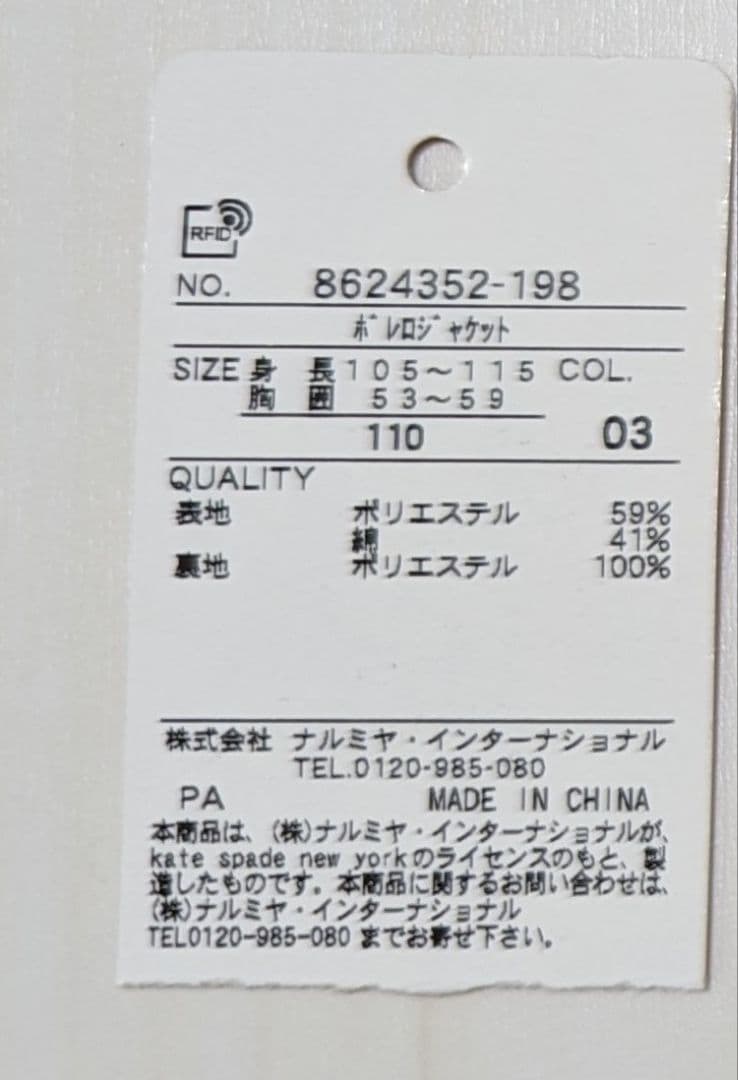 RFID
NO. 8624352-198
ボレロジャケット
SIZE 身 長 105〜115 COL.
胸 囲 53〜59
110 03
QUALITY
表地 ポリエステル 59%
綿 41%
裏地 ポリエステル 100%
株式会社 ナルミヤ・インターナショナル
TEL.0120-985-080
PA MADE IN CHINA
本商品は、(株)ナルミヤ・インターナショナルが、
kate spade new yorkのライセンスのもと、製
造したものです。本商品に関するお問い合わせは、
(株)ナルミヤ・インターナショナル
TEL0120-985-080 までお寄せ下さい。